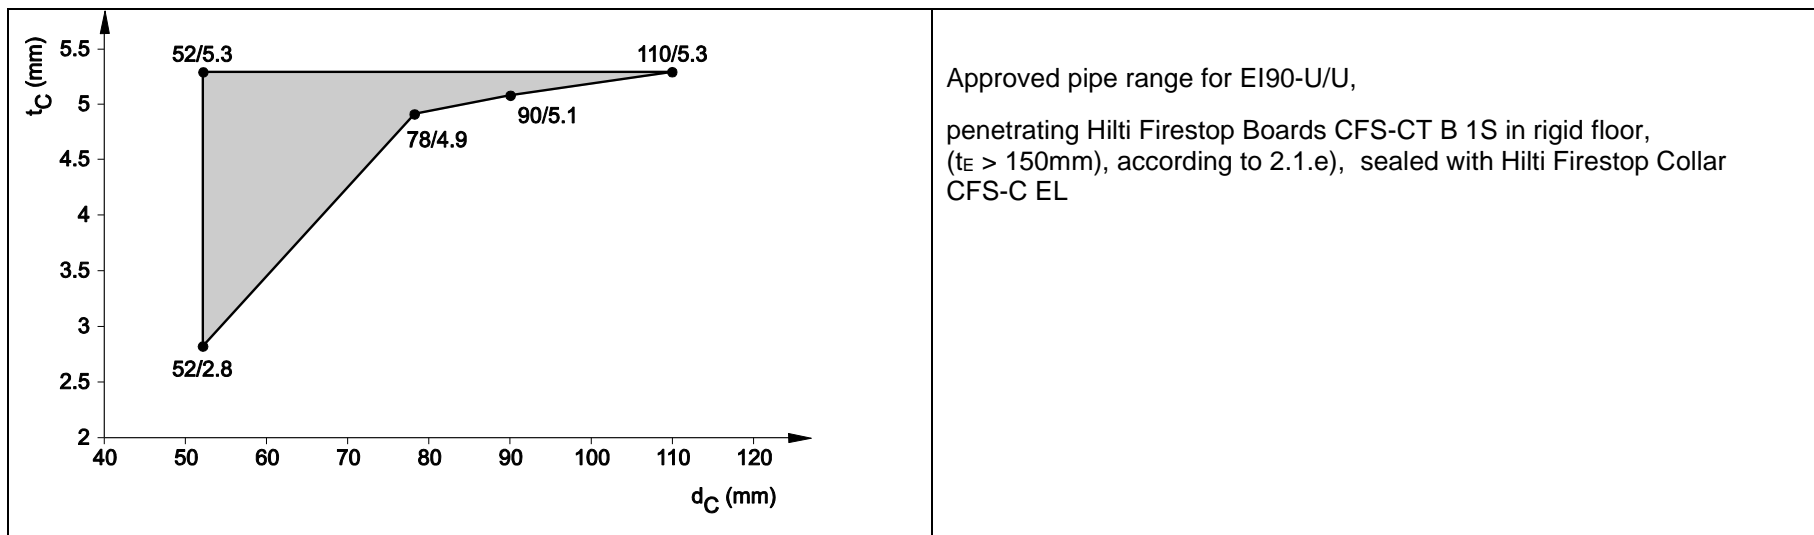 tC (mm)
5.5
5
4.5
4
3.5
3
2.5
2
52/5.3
110/5.3
90/5.1
78/4.9
52/2.8
40 50 60 70 80 90 100 110 120
dC (mm)
Approved pipe range for EI90-U/U,
penetrating Hilti Firestop Boards CFS-CT B 1S in rigid floor,
(tE > 150mm), according to 2.1.e), sealed with Hilti Firestop Collar
CFS-C EL